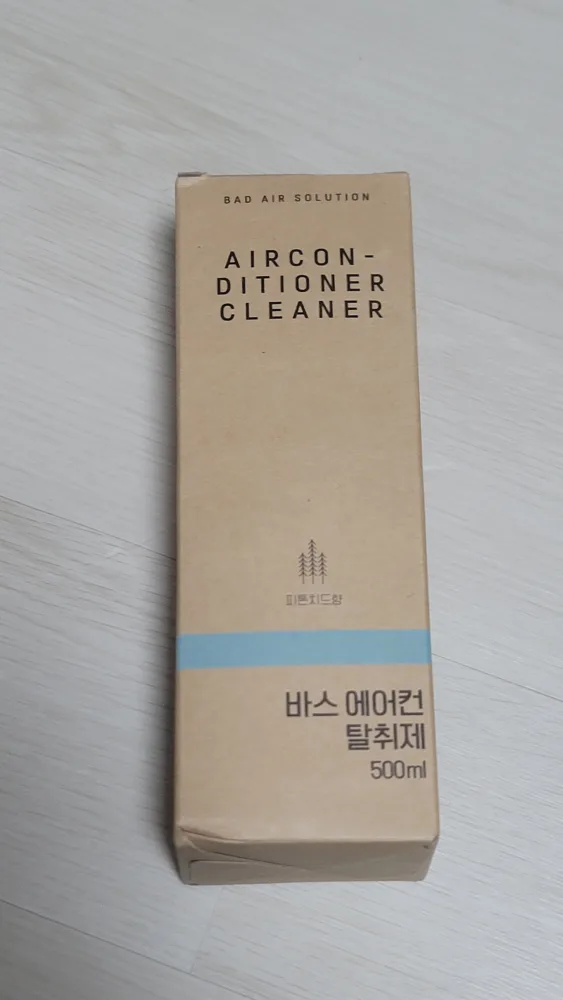 BAD AIR SOLUTION
AIRCON-
DITIONER
CLEANER
피톤치드향
바스 에어컨
탈취제
500ml